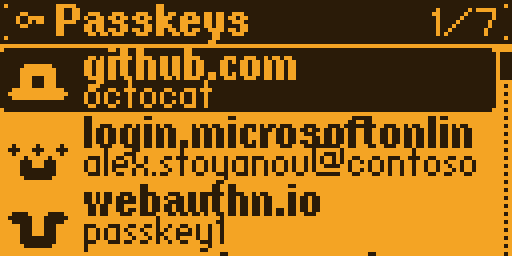 Passkeys 1/7
github.com
octocat
login.microsoftonlin
alex.stoyanov@contoso
webauthn.io
passkey1